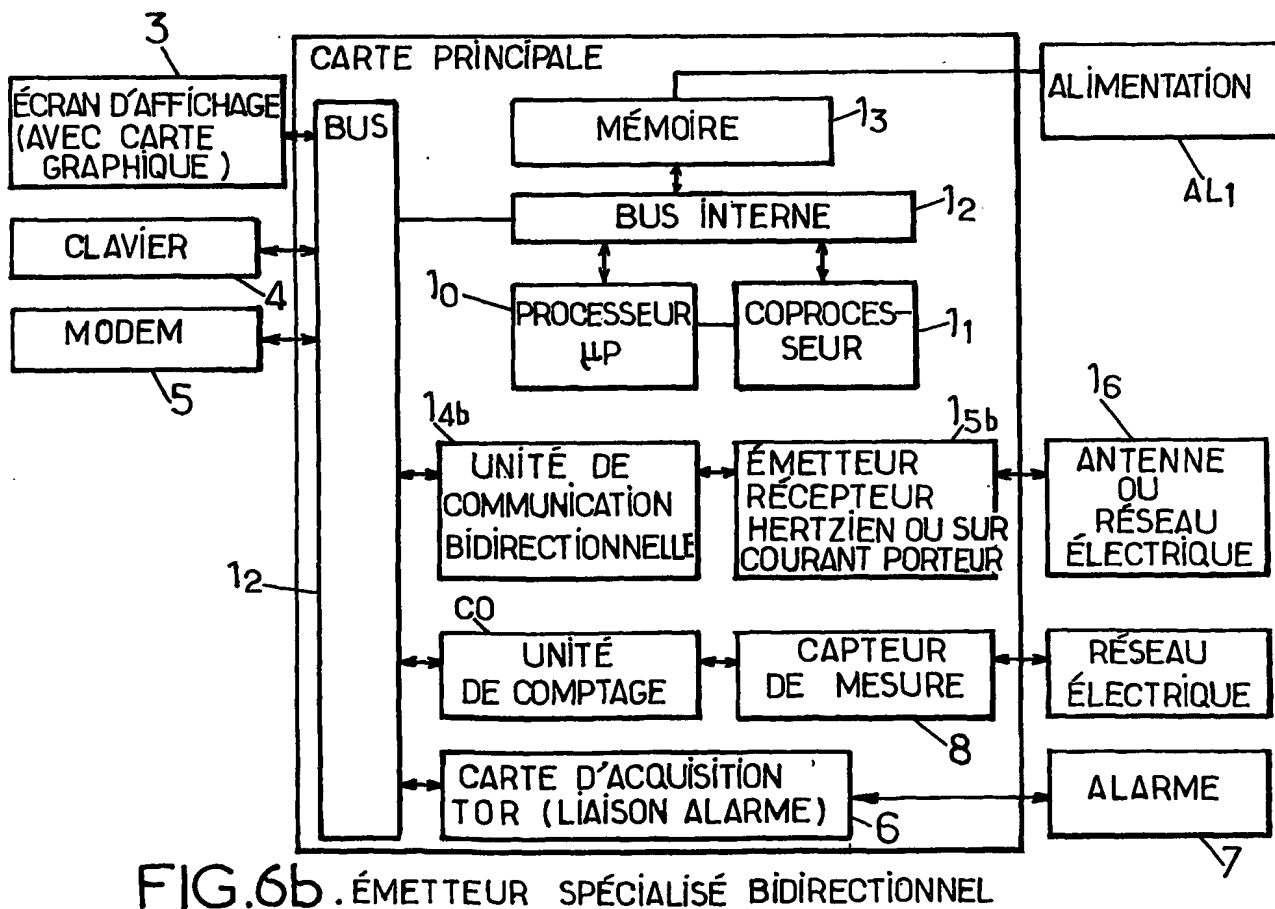 3
CARTE PRINCIPALE
ÉCRAN D'AFFICHAGE
(AVEC CARTE
GRAPHIQUE)
BUS
MÉMOIRE
13
ALIMENTATION
AL1
BUS INTERNE
12
CLAVIER
4
10
PROCESSEUR
µP
COPROCES-
SEUR
11
MODEM
5
14b
UNITÉ DE
COMMUNICATION
BIDIRECTIONNELLE
15b
ÉMETTEUR
RÉCEPTEUR
HERTZIEN OU SUR
COURANT PORTEUR
16
ANTENNE
OU
RÉSEAU
ÉLECTRIQUE
12
CO
UNITÉ
DE COMPTAGE
CAPTEUR
DE MESURE
8
RÉSEAU
ÉLECTRIQUE
CARTE D'ACQUISITION
TOR (LIAISON ALARME)
6
ALARME
7
FIG.6b. ÉMETTEUR SPÉCIALISÉ BIDIRECTIONNEL